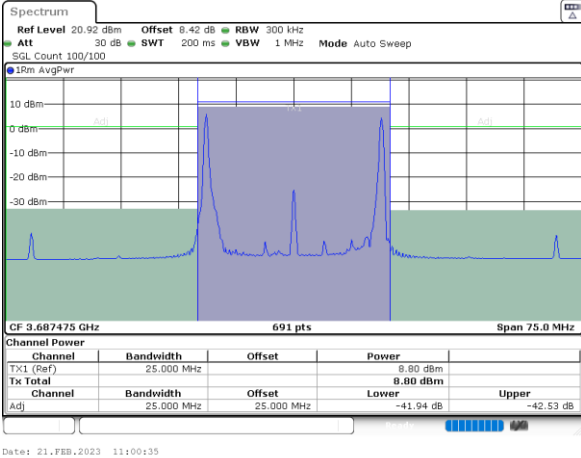 Spectrum
Ref Level 20.92 dBm Offset 8.42 dB RBW 300 kHz
Att 30 dB SWT 200 ms VBW 1 MHz Mode Auto Sweep
SGL Count 100/100
1Rm AvgPwr
10 dBm
Adj Adj
0 dBm
-10 dBm
-20 dBm
-30 dBm
CF 3.687475 GHz 691 pts Span 75.0 MHz
Channel Power
Channel Bandwidth Offset Power
TX1 (Ref) 25.000 MHz 8.80 dBm
Tx Total 8.80 dBm
Channel Bandwidth Offset Lower Upper
Adj 25.000 MHz 25.000 MHz -41.94 dB -42.53 dB
Ready
Date: 21.FEB.2023 11:00:35